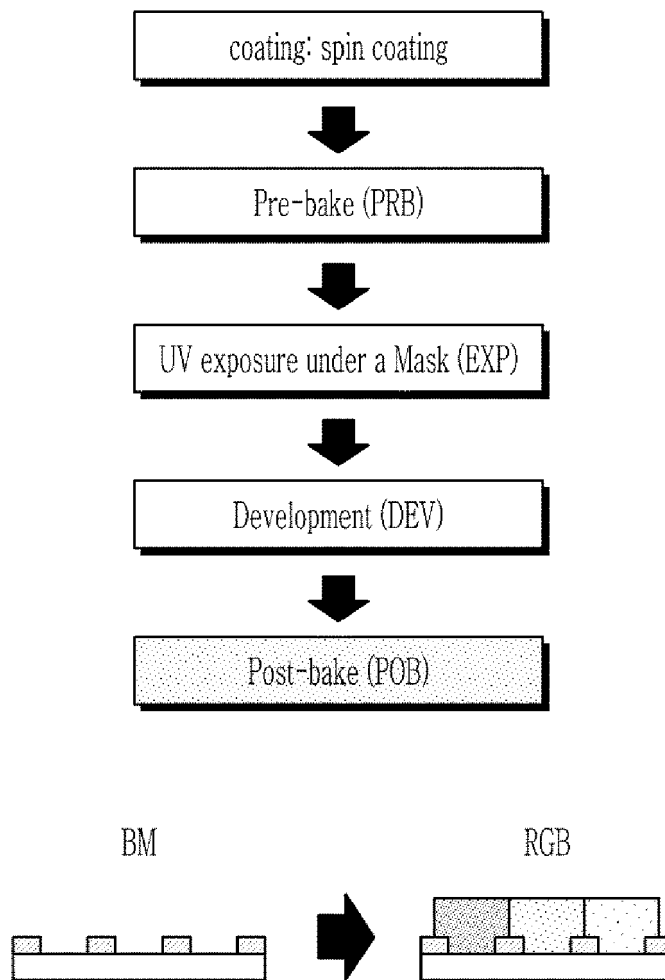 coating: spin coating
Pre-bake (PRB)
UV exposure under a Mask (EXP)
Development (DEV)
Post-bake (POB)
BM
RGB